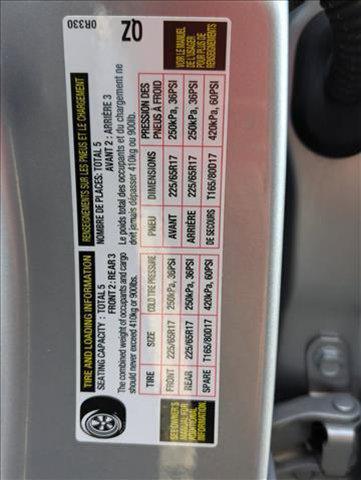 TIRE AND LOADING INFORMATION
SEATING CAPACITY : TOTAL 5
FRONT 2 : REAR 3
The combined weight of occupants and cargo
should never exceed 410kg or 900lbs.
TIRE SIZE COLD TIRE PRESSURE
FRONT 225/65R17 250kPa, 36PSI
REAR 225/65R17 250kPa, 36PSI
SPARE T165/80D17 420kPa, 60PSI
SEE OWNER'S
MANUAL FOR
ADDITIONAL
INFORMATION
RENSEIGNEMENTS SUR LES PNEUS ET LE CHARGEMENT
NOMBRE DE PLACES: TOTAL 5
AVANT 2 : ARRIÈRE 3
Le poids total des occupants et du chargement ne
doit jamais dépasser 410kg ou 900lb.
PNEU DIMENSIONS PRESSION DES
PNEUS À FROID
AVANT 225/65R17 250kPa, 36PSI
ARRIÈRE 225/65R17 250kPa, 36PSI
DE SECOURS T165/80D17 420kPa, 60PSI
VOIR LE MANUEL
DE L'USAGER
POUR PLUS DE
RENSEIGNEMENTS
0R330
QZ